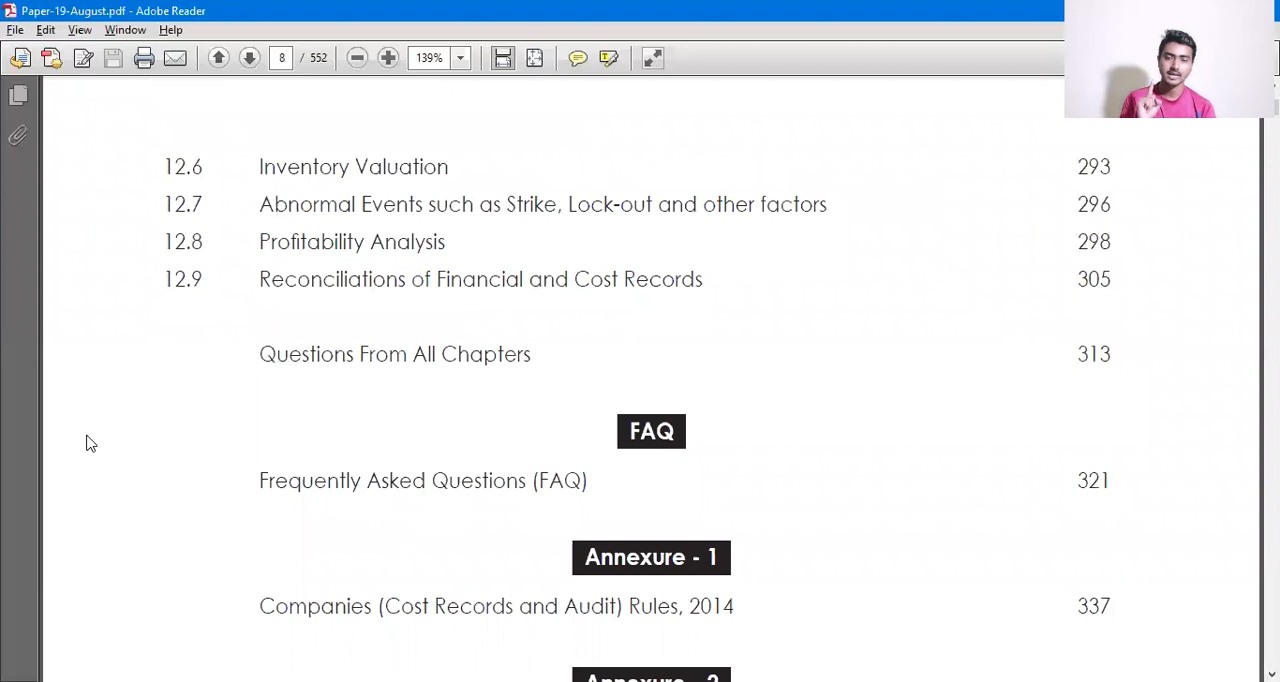 Paper-19-August.pdf - Adobe Reader
File Edit View Window Help
8 / 552 139%
12.6 Inventory Valuation 293
12.7 Abnormal Events such as Strike, Lock-out and other factors 296
12.8 Profitability Analysis 298
12.9 Reconciliations of Financial and Cost Records 305
Questions From All Chapters 313
FAQ
Frequently Asked Questions (FAQ) 321
Annexure - 1
Companies (Cost Records and Audit) Rules, 2014 337
Annexure - 2